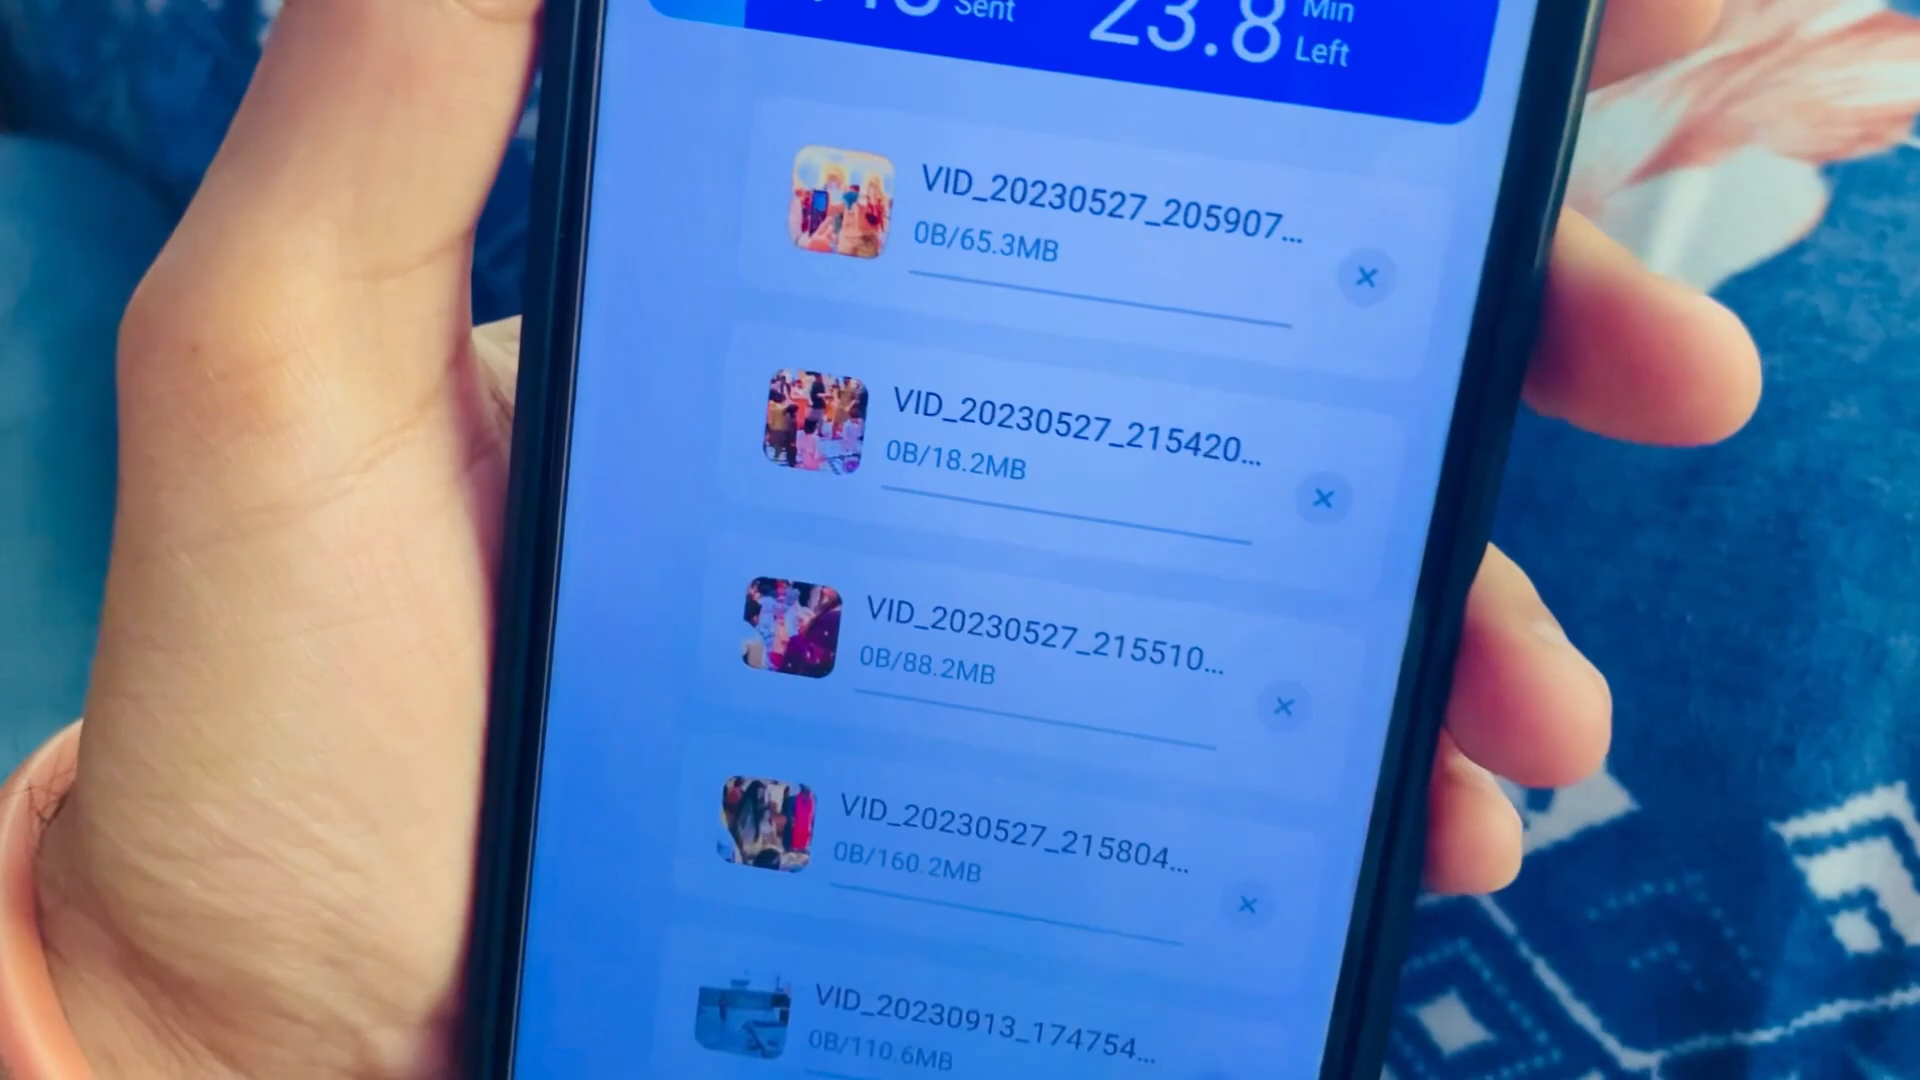 Sent
23.8 Min
Left
VID_20230527_205907...
0B/65.3MB
VID_20230527_215420...
0B/18.2MB
VID_20230527_215510...
0B/88.2MB
VID_20230527_215804...
0B/160.2MB
VID_20230913_174754...
0B/110.6MB